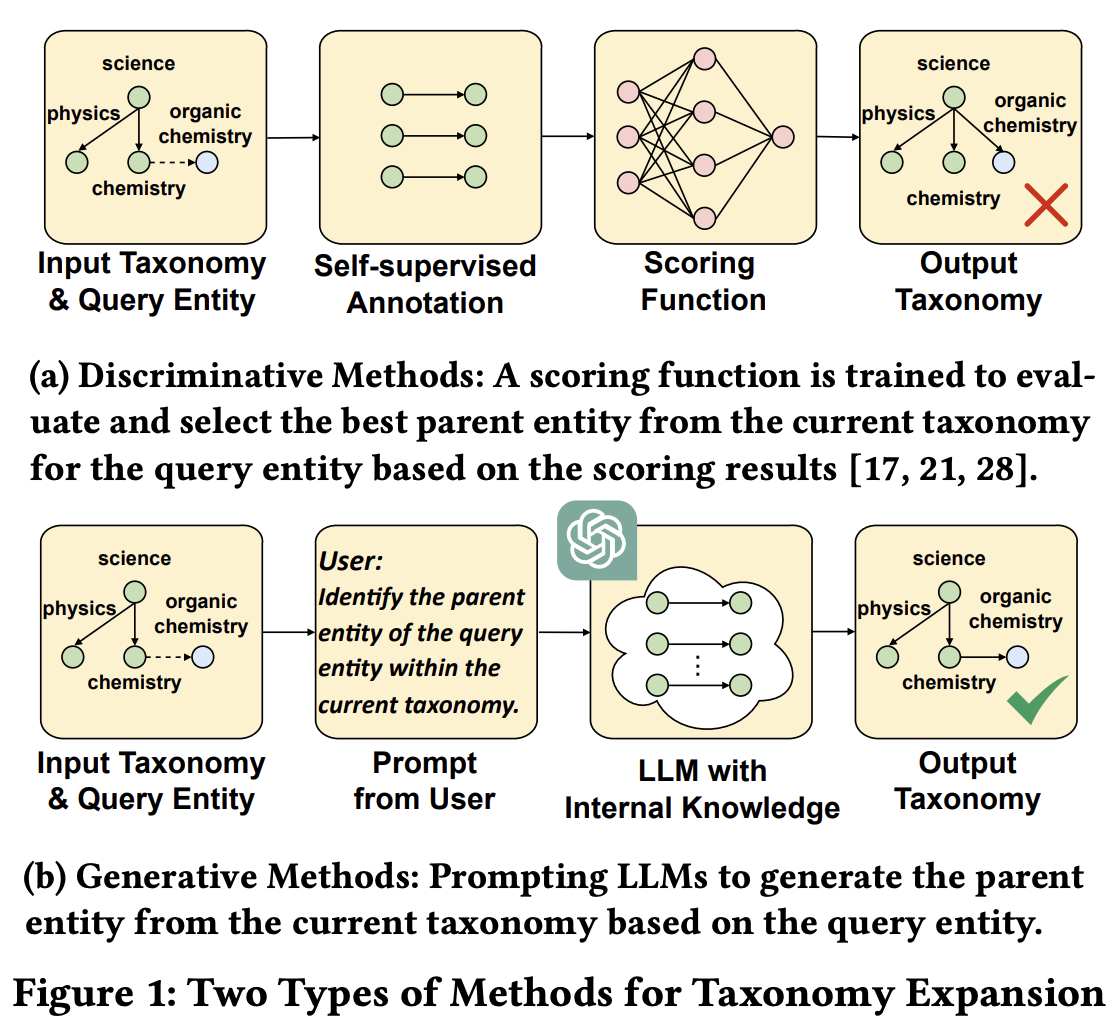 science
physics
organic
chemistry
chemistry
Input Taxonomy
& Query Entity
Self-supervised
Annotation
Scoring
Function
science
physics
organic
chemistry
chemistry
Output
Taxonomy
(a) Discriminative Methods: A scoring function is trained to eval-
uate and select the best parent entity from the current taxonomy
for the query entity based on the scoring results [17, 21, 28].
science
physics
organic
chemistry
chemistry
Input Taxonomy
& Query Entity
User:
Identify the parent
entity of the query
entity within the
current taxonomy.
Prompt
from User
LLM with
Internal Knowledge
science
physics
organic
chemistry
chemistry
Output
Taxonomy
(b) Generative Methods: Prompting LLMs to generate the parent
entity from the current taxonomy based on the query entity.
Figure 1: Two Types of Methods for Taxonomy Expansion